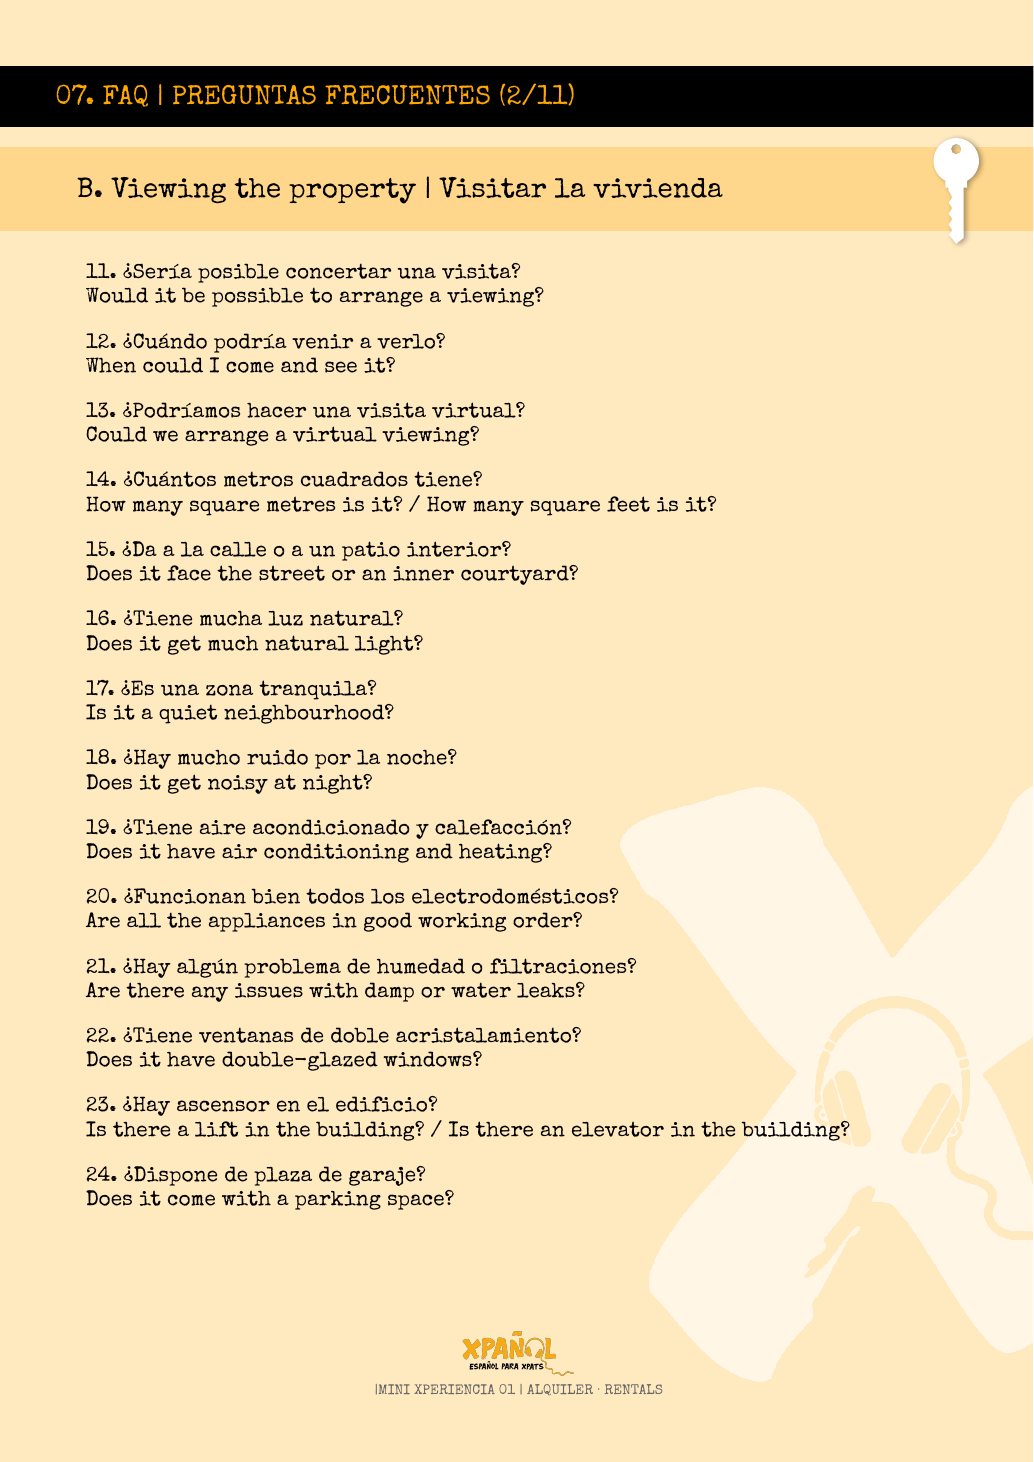 07. FAQ | PREGUNTAS FRECUENTES (2/11)
B. Viewing the property | Visitar la vivienda
11. ¿Sería posible concertar una visita?
Would it be possible to arrange a viewing?
12. ¿Cuándo podría venir a verlo?
When could I come and see it?
13. ¿Podríamos hacer una visita virtual?
Could we arrange a virtual viewing?
14. ¿Cuántos metros cuadrados tiene?
How many square metres is it? / How many square feet is it?
15. ¿Da a la calle o a un patio interior?
Does it face the street or an inner courtyard?
16. ¿Tiene mucha luz natural?
Does it get much natural light?
17. ¿Es una zona tranquila?
Is it a quiet neighbourhood?
18. ¿Hay mucho ruido por la noche?
Does it get noisy at night?
19. ¿Tiene aire acondicionado y calefacción?
Does it have air conditioning and heating?
20. ¿Funcionan bien todos los electrodomésticos?
Are all the appliances in good working order?
21. ¿Hay algún problema de humedad o filtraciones?
Are there any issues with damp or water leaks?
22. ¿Tiene ventanas de doble acristalamiento?
Does it have double-glazed windows?
23. ¿Hay ascensor en el edificio?
Is there a lift in the building? / Is there an elevator in the building?
24. ¿Dispone de plaza de garaje?
Does it come with a parking space?
XPAÑOL
ESPAÑOL PARA XPATS
|MINI XPERIENCIA 01 | ALQUILER · RENTALS